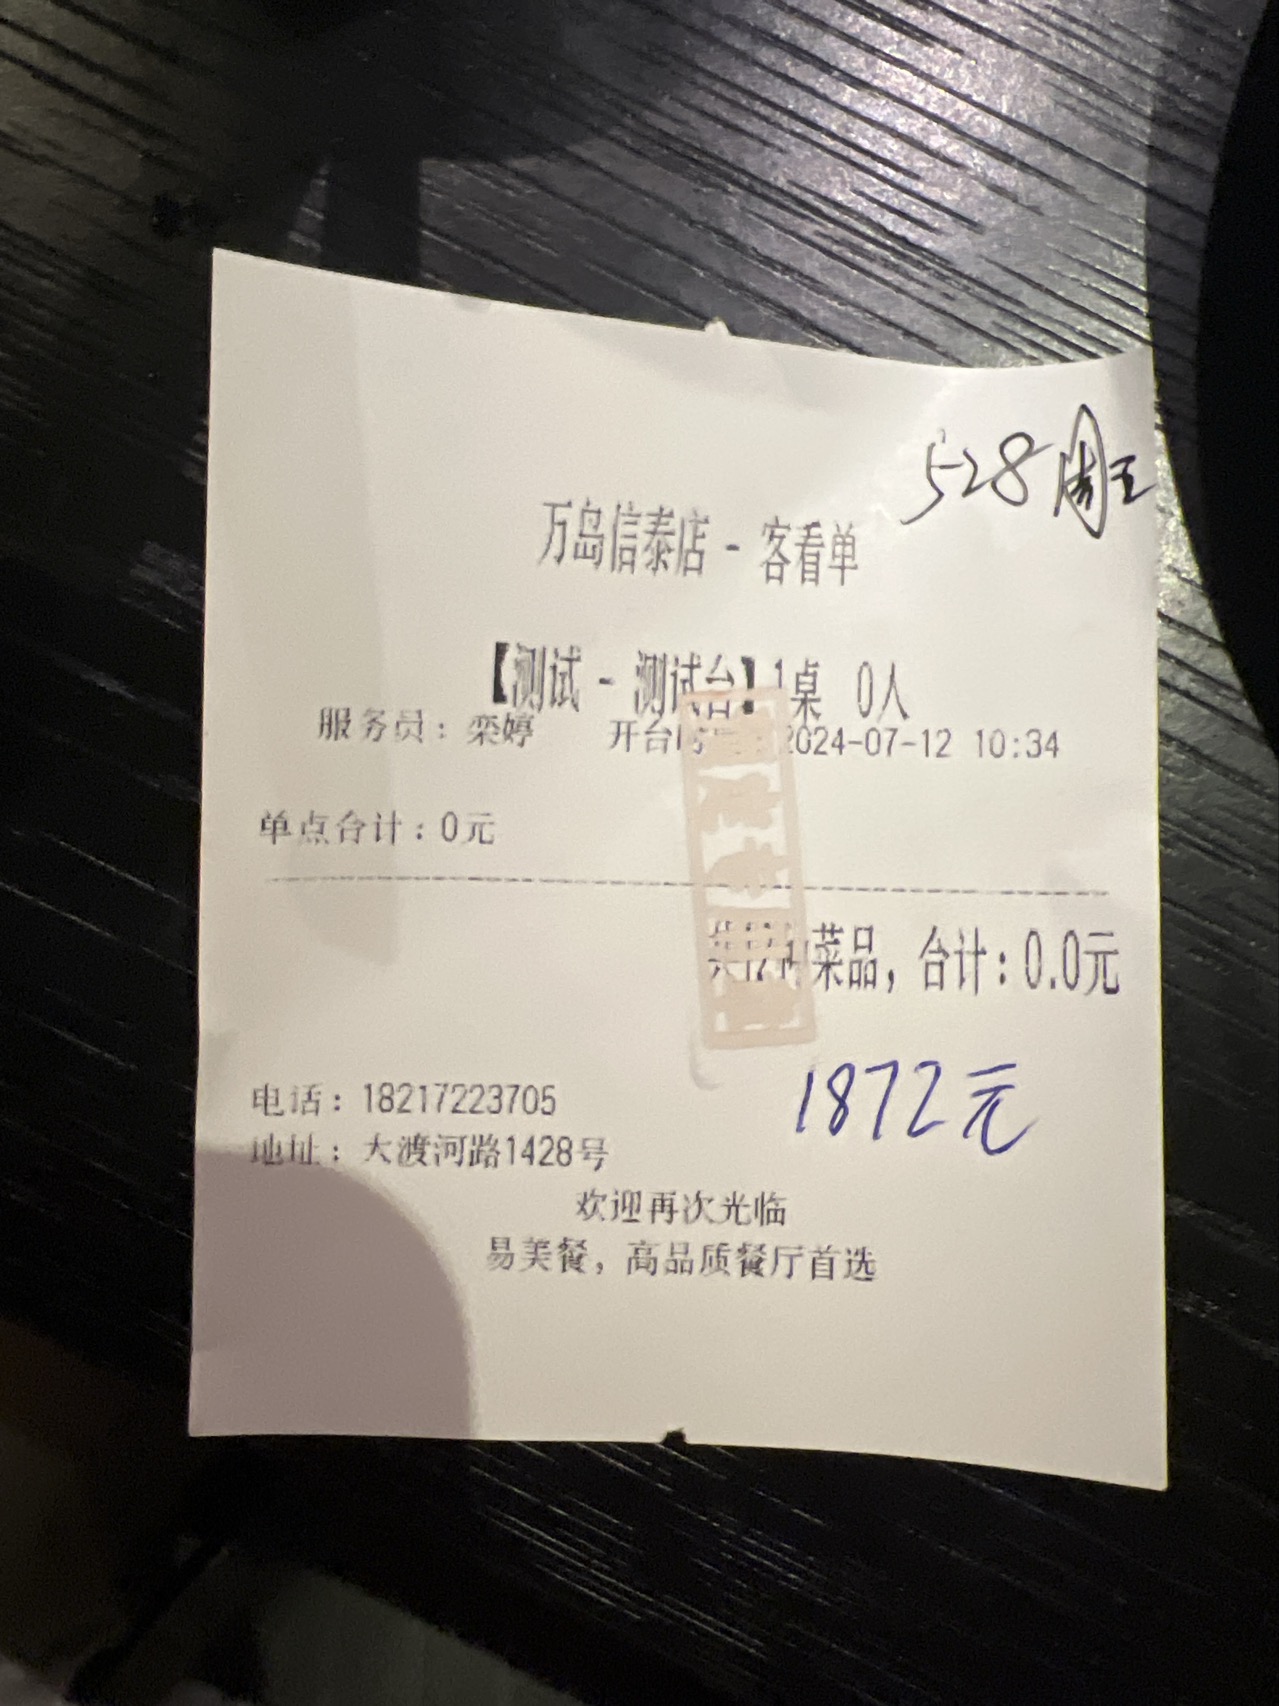 528 周五
万岛信泰店 - 客看单
【测试 - 测试台】1桌 0人
服务员：栾婷 开台时间 2024-07-12 10:34
单点合计：0元
菜品，合计：0.0元
1872元
电话：18217223705
地址：大渡河路1428号
欢迎再次光临
易美餐，高品质餐厅首选